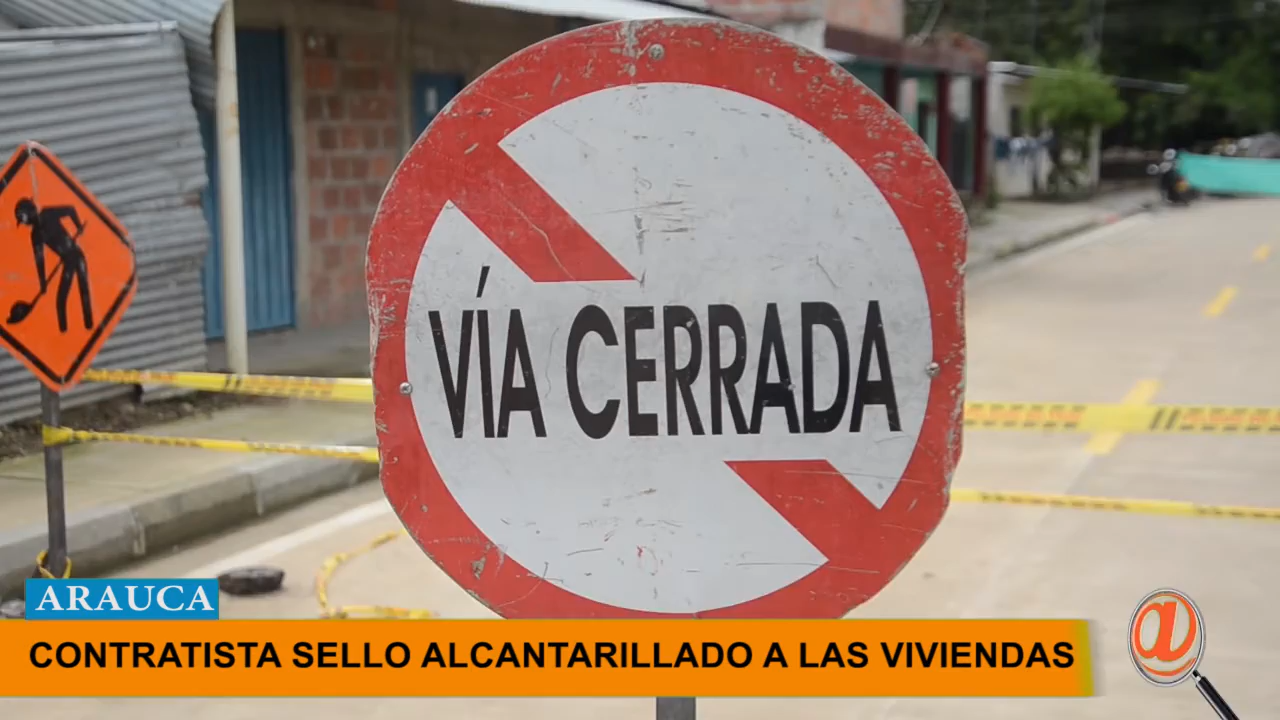 VÍA CERRADA
ARAUCA
CONTRATISTA SELLO ALCANTARILLADO A LAS VIVIENDAS